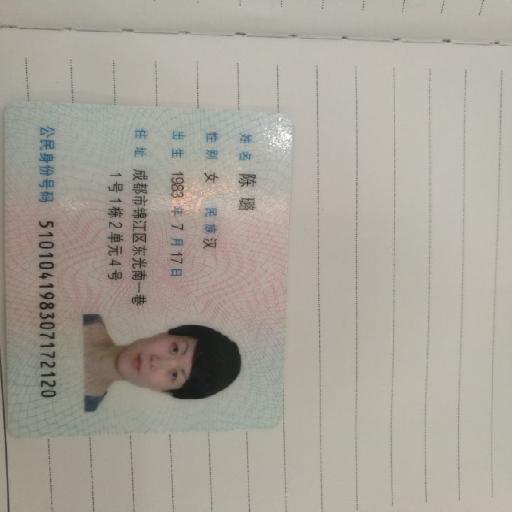 姓名 陈璐
性别 女 民族 汉
出生 1983 年 7 月 17 日
住址 成都市锦江区东光南一巷
1号1栋2单元4号
公民身份号码 510104198307172120